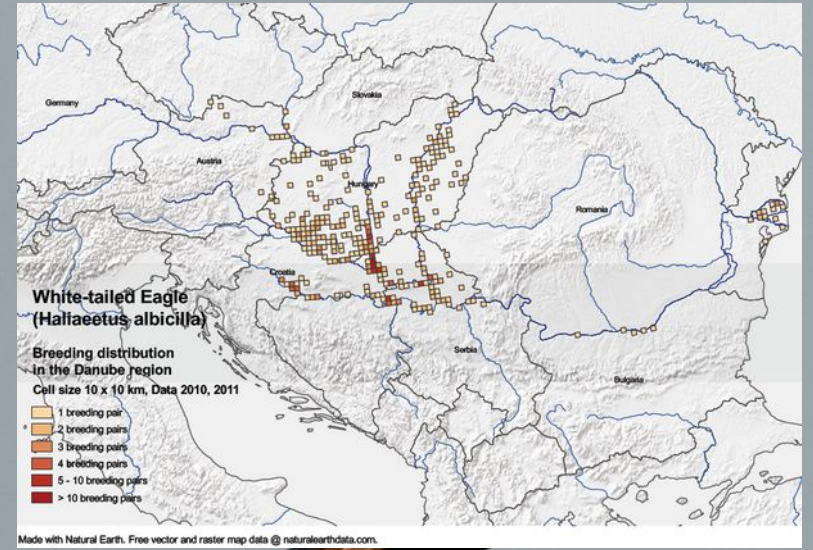 Germany
Slovakia
Austria
Hungary
Romania
Croatia
White-tailed Eagle
(Haliaeetus albicilla)
Serbia
Breeding distribution
in the Danube region
Bulgaria
Cell size 10 x 10 km, Data 2010, 2011
1 breeding pair
2 breeding pairs
3 breeding pairs
4 breeding pairs
5 - 10 breeding pairs
> 10 breeding pairs
Made with Natural Earth. Free vector and raster map data @ naturalearthdata.com.